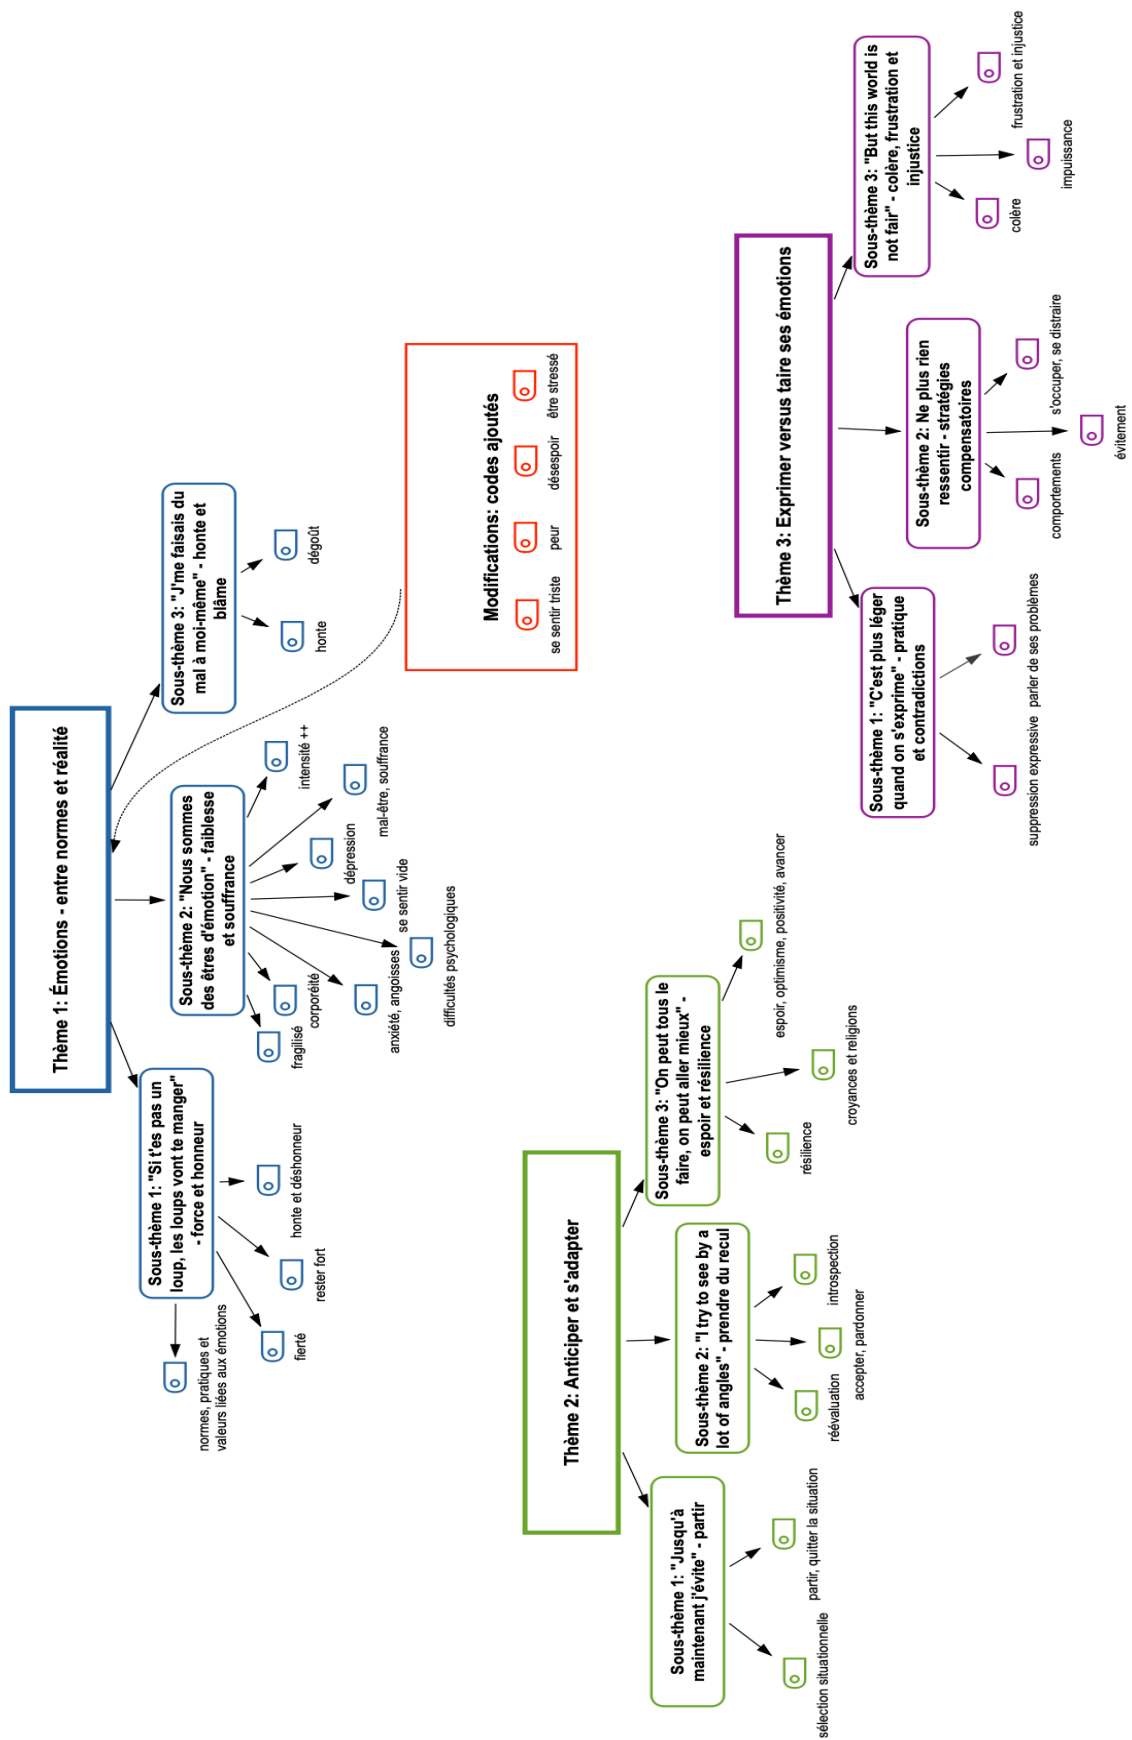 Thème 1: Émotions - entre normes et réalité
Sous-thème 1: "Si t'es pas un
loup, les loups vont te manger"
- force et honneur
normes, pratiques et
valeurs liées aux émotions
fierté
rester fort
honte et déshonneur
Sous-thème 2: "Nous sommes
des êtres d'émotion" - faiblesse
et souffrance
fragilisé
corporéité
anxiété, angoisses
difficultés psychologiques
se sentir vide
dépression
mal-être, souffrance
intensité ++
Sous-thème 3: "J'me faisais du
mal à moi-même" - honte et
blâme
honte
dégoût
Modifications: codes ajoutés
se sentir triste
peur
désespoir
être stressé
Thème 2: Anticiper et s'adapter
Sous-thème 1: "Jusqu'à
maintenant j'évite" - partir
sélection situationnelle
partir, quitter la situation
Sous-thème 2: "I try to see by a
lot of angles" - prendre du recul
réévaluation
accepter, pardonner
introspection
Sous-thème 3: "On peut tous le
faire, on peut aller mieux" -
espoir et résilience
résilience
croyances et religions
espoir, optimisme, positivité, avancer
Thème 3: Exprimer versus taire ses émotions
Sous-thème 1: "C'est plus léger
quand on s'exprime" - pratique
et contradictions
suppression expressive
parler de ses problèmes
Sous-thème 2: Ne plus rien
ressentir - stratégies
compensatoires
comportements
évitement
s'occuper, se distraire
Sous-thème 3: "But this world is
not fair" - colère, frustration et
injustice
colère
impuissance
frustration et injustice